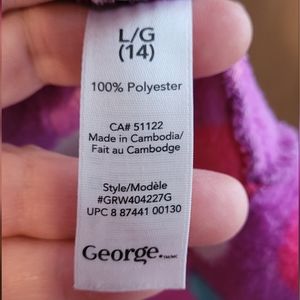 L/G
(14)
100% Polyester
CA# 51122
Made in Cambodia/
Fait au Cambodge
Style/Modèle
#GRW404227G
UPC 8 87441 00130
George.